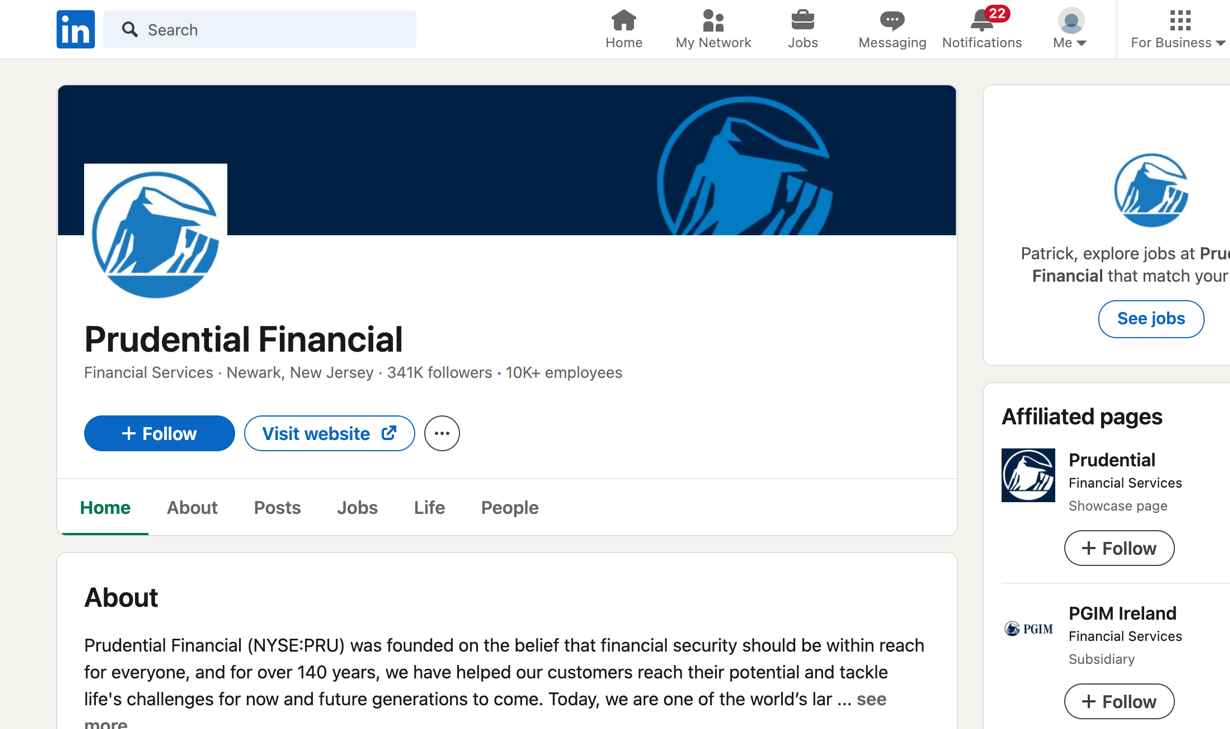 in
Search
Home
My Network
Jobs
Messaging
22
Notifications
Me
For Business
Prudential Financial
Financial Services · Newark, New Jersey · 341K followers · 10K+ employees
+ Follow
Visit website
Home
About
Posts
Jobs
Life
People
About
Prudential Financial (NYSE:PRU) was founded on the belief that financial security should be within reach
for everyone, and for over 140 years, we have helped our customers reach their potential and tackle
life's challenges for now and future generations to come. Today, we are one of the world’s lar ... see
more
Patrick, explore jobs at Pru
Financial that match your
See jobs
Affiliated pages
Prudential
Financial Services
Showcase page
+ Follow
PGIM
PGIM Ireland
Financial Services
Subsidiary
+ Follow